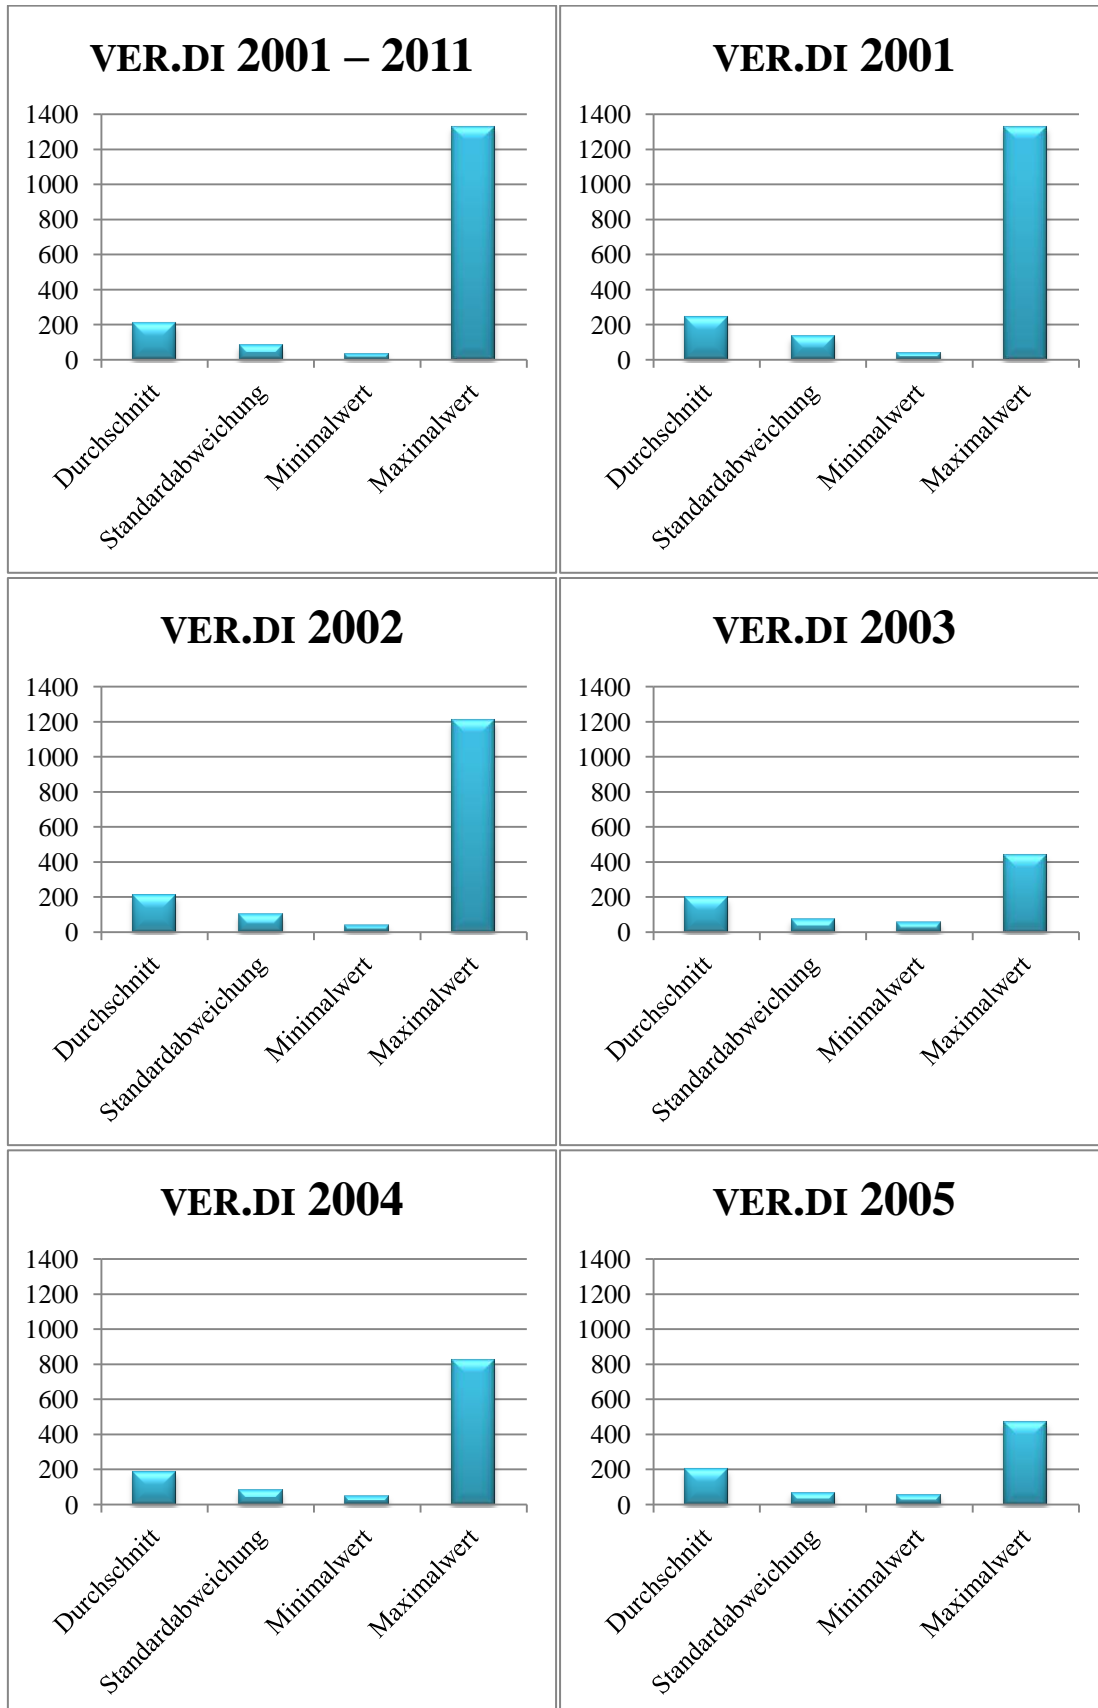 VER.DI 2001 – 2011
1400
1200
1000
800
600
400
200
0
Durchschnitt
Standardabweichung
Minimalwert
Maximalwert
VER.DI 2001
1400
1200
1000
800
600
400
200
0
Durchschnitt
Standardabweichung
Minimalwert
Maximalwert
VER.DI 2002
1400
1200
1000
800
600
400
200
0
Durchschnitt
Standardabweichung
Minimalwert
Maximalwert
VER.DI 2003
1400
1200
1000
800
600
400
200
0
Durchschnitt
Standardabweichung
Minimalwert
Maximalwert
VER.DI 2004
1400
1200
1000
800
600
400
200
0
Durchschnitt
Standardabweichung
Minimalwert
Maximalwert
VER.DI 2005
1400
1200
1000
800
600
400
200
0
Durchschnitt
Standardabweichung
Minimalwert
Maximalwert